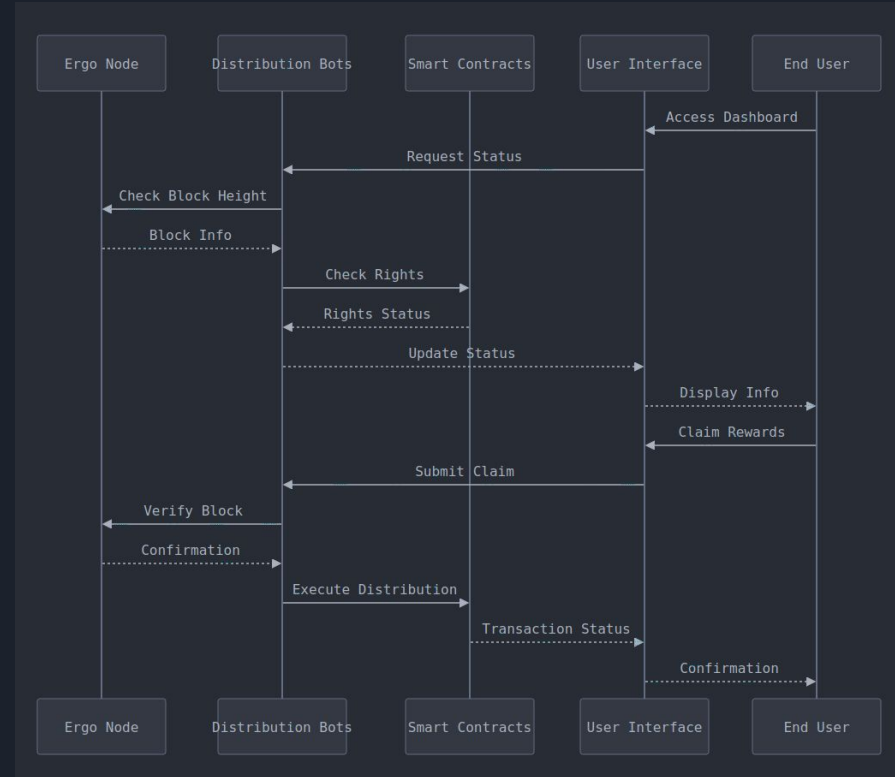 Ergo Node
Distribution Bots
Smart Contracts
User Interface
End User
Access Dashboard
Request Status
Check Block Height
Block Info
Check Rights
Rights Status
Update Status
Display Info
Claim Rewards
Submit Claim
Verify Block
Confirmation
Execute Distribution
Transaction Status
Confirmation
Ergo Node
Distribution Bots
Smart Contracts
User Interface
End User